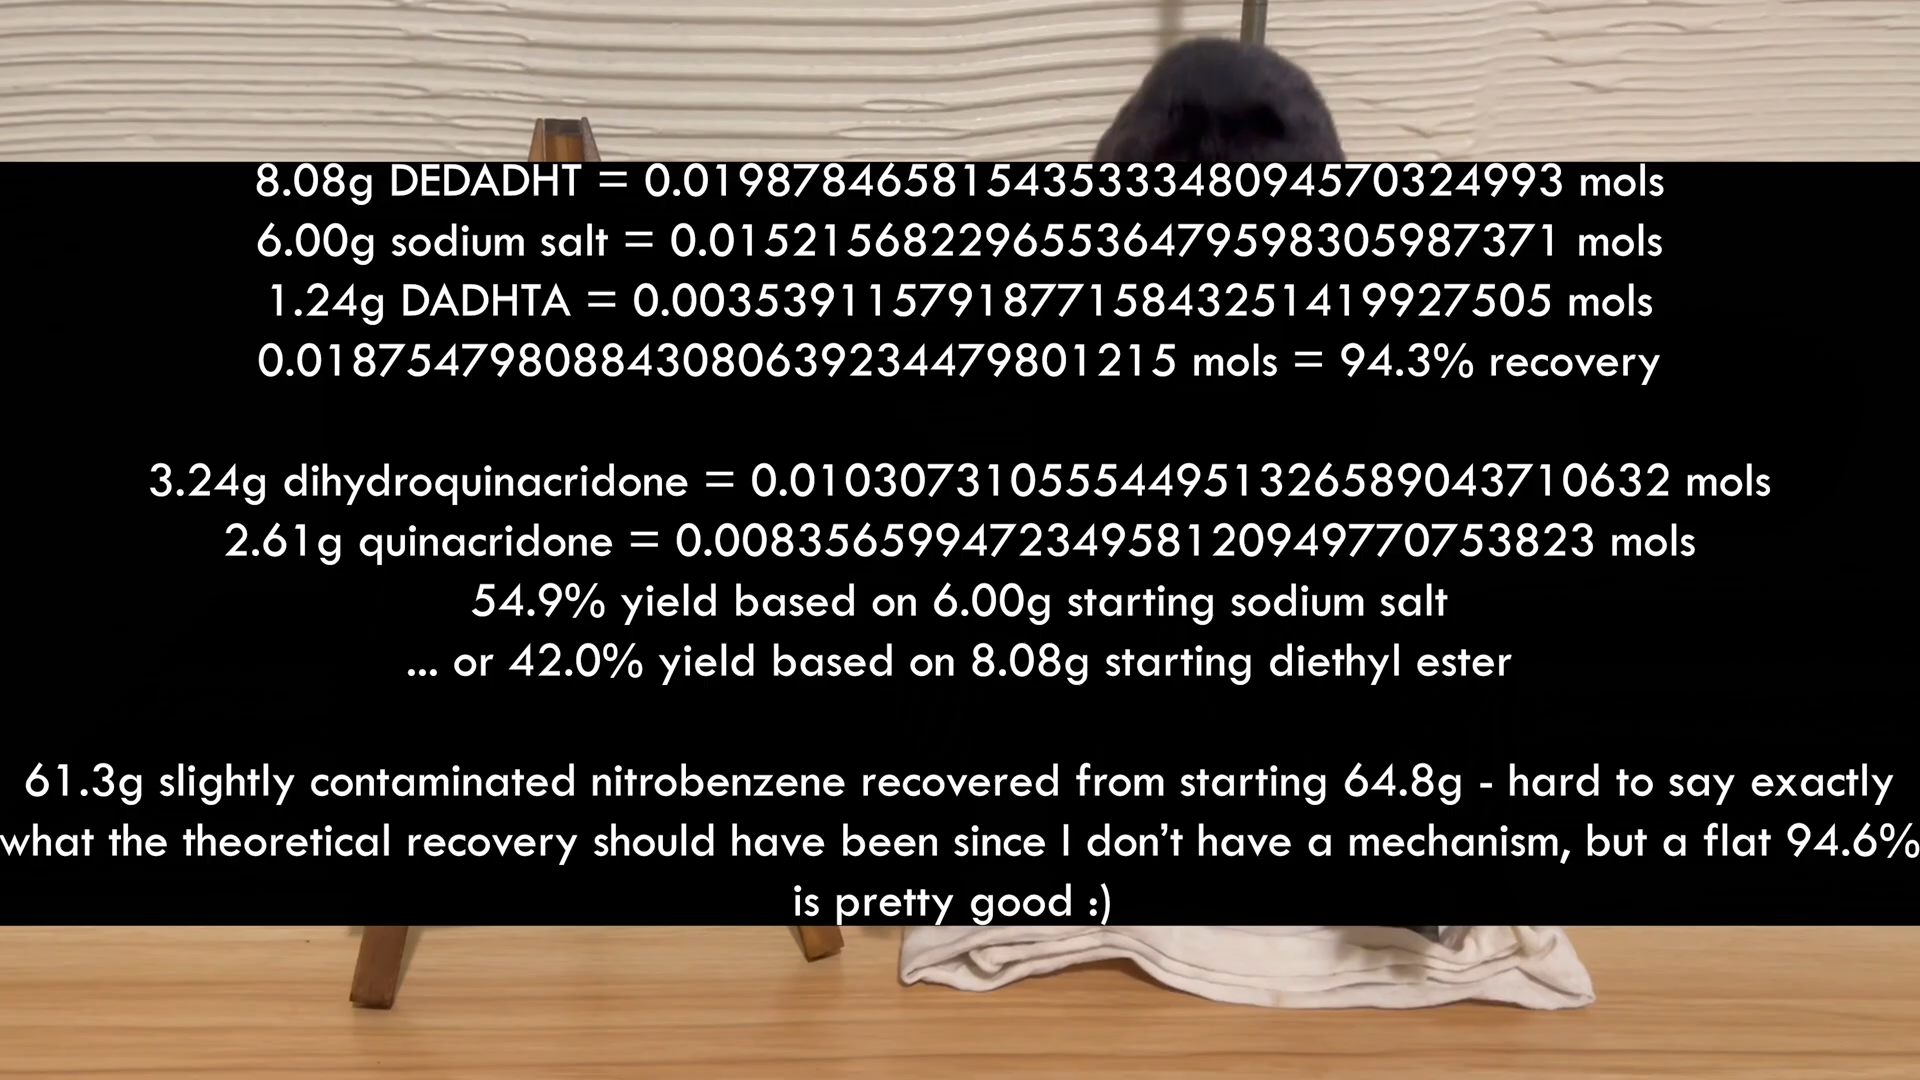 8.08g DEDADHT = 0.01987846581543533348094570324993 mols
6.00g sodium salt = 0.01521568229655364795983059873​71 mols
1.24g DADHTA = 0.00353911579187715843251419927505 mols
0.01875479808843080639234479801215 mols = 94.3% recovery
3.24g dihydroquinacridone = 0.01030731055544951326589043710632 mols
2.61g quinacridone = 0.00835659947234958120949770753823 mols
54.9% yield based on 6.00g starting sodium salt
... or 42.0% yield based on 8.08g starting diethyl ester
61.3g slightly contaminated nitrobenzene recovered from starting 64.8g - hard to say exactly
what the theoretical recovery should have been since I don’t have a mechanism, but a flat 94.6%
is pretty good :)